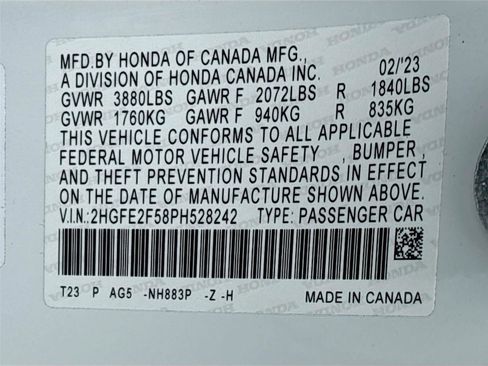 MFD.BY HONDA OF CANADA MFG.,
A DIVISION OF HONDA CANADA INC. 02/'23
GVWR 3880LBS GAWR F 2072LBS R 1840LBS
GVWR 1760KG GAWR F 940KG R 835KG
THIS VEHICLE CONFORMS TO ALL APPLICABLE
FEDERAL MOTOR VEHICLE SAFETY , BUMPER,
AND THEFT PREVENTION STANDARDS IN EFFECT
ON THE DATE OF MANUFACTURE SHOWN ABOVE.
V.I.N.:2HGFE2F58PH528242 TYPE: PASSENGER CAR
T23 P AG5 -NH883P -Z -H MADE IN CANADA